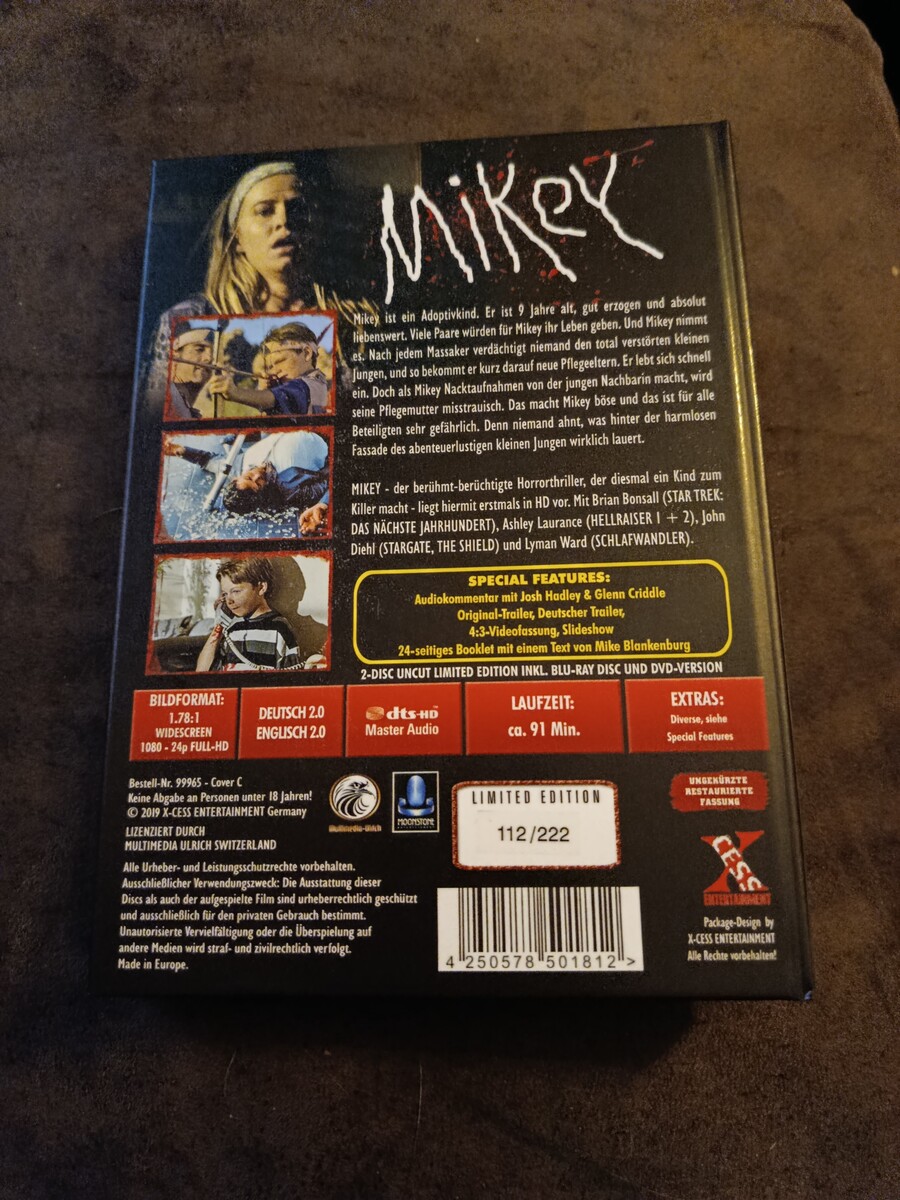 MiKeY
Mikey ist ein Adoptivkind. Er ist 9 Jahre alt, gut erzogen und absolut
liebenswert. Viele Paare würden für Mikey ihr Leben geben. Und Mikey nimmt
es. Nach jedem Massaker verdächtigt niemand den total verstörten kleinen
Jungen, und so bekommt er kurz darauf neue Pflegeeltern. Er lebt sich schnell
ein. Doch als Mikey Nacktaufnahmen von der jungen Nachbarin macht, wird
seine Pflegemutter misstrauisch. Das macht Mikey böse und das ist für alle
Beteiligten sehr gefährlich. Denn niemand ahnt, was hinter der harmlosen
Fassade des abenteuerlustigen kleinen Jungen wirklich lauert.
MIKEY - der berühmt-berüchtigte Horrorthriller, der diesmal ein Kind zum
Killer macht - liegt hiermit erstmals in HD vor. Mit Brian Bonsall (STAR TREK:
DAS NÄCHSTE JAHRHUNDERT), Ashley Laurance (HELLRAISER I + 2), John
Diehl (STARGATE, THE SHIELD) und Lyman Ward (SCHLAFWANDLER).
SPECIAL FEATURES:
Audiokommentar mit Josh Hadley & Glenn Criddle
Original-Trailer, Deutscher Trailer,
4:3-Videofassung, Slideshow
24-seitiges Booklet mit einem Text von Mike Blankenburg
2-DISC UNCUT LIMITED EDITION INKL. BLU-RAY DISC UND DVD-VERSION
BILDFORMAT:
1.78:1
WIDESCREEN
1080 - 24p FULL-HD
DEUTSCH 2.0
ENGLISCH 2.0
dts-HD
Master Audio
LAUFZEIT:
ca. 91 Min.
EXTRAS:
Diverse, siehe
Special Features
Bestell-Nr. 99965 - Cover C
Keine Abgabe an Personen unter 18 Jahren!
© 2019 X-CESS ENTERTAINMENT Germany
LIZENZIERT DURCH
MULTIMEDIA ULRICH SWITZERLAND
Multimedia-Ulrich
MOONSTONE
ENTERTAINMENT
LIMITED EDITION
112/222
UNGEKÜRZTE
RESTAURIERTE
FASSUNG
Alle Urheber- und Leistungsschutzrechte vorbehalten.
Ausschließlicher Verwendungszweck: Die Ausstattung dieser
Discs als auch der aufgespielte Film sind urheberrechtlich geschützt
und ausschließlich für den privaten Gebrauch bestimmt.
Unautorisierte Vervielfältigung oder die Überspielung auf
andere Medien wird straf- und zivilrechtlich verfolgt.
Made in Europe.
4 250578 501812 >
X CESS
ENTERTAINMENT
Package-Design by
X-CESS ENTERTAINMENT
Alle Rechte vorbehalten!